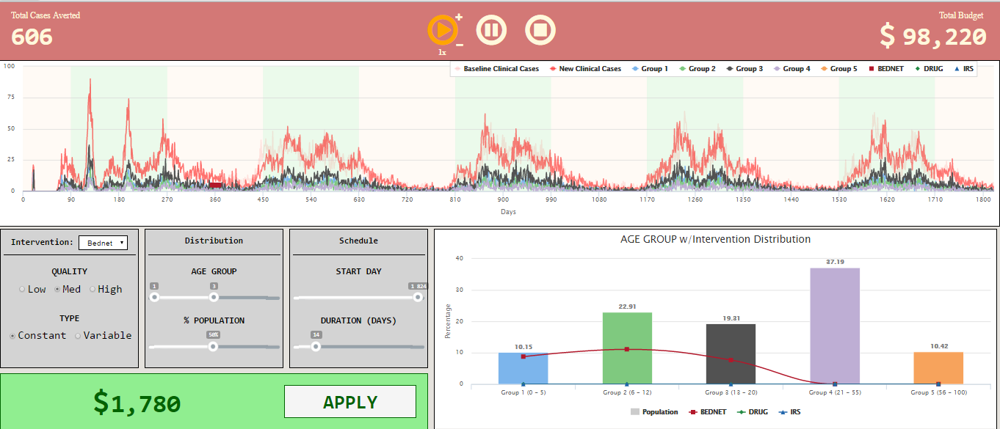 Total Cases Averted
606
+
−
1x
Total Budget
$ 98,220
Baseline Clinical Cases New Clinical Cases Group 1 Group 2 Group 3 Group 4 Group 5 BEDNET DRUG IRS
100
75
50
25
0
0 90 180 270 360 450 540 630 720 810 900 990 1080 1170 1260 1350 1440 1530 1620 1710 1800
Days
Intervention: Bednet
QUALITY
Low Med High
TYPE
Constant Variable
Distribution
AGE GROUP
1 3
% POPULATION
50%
Schedule
START DAY
1 824
DURATION (DAYS)
14
$1,780
APPLY
AGE GROUP w/Intervention Distribution
Percentage
40
30
20
10
0
10.15 22.91 19.31 37.19 10.42
Group 1 (0 - 5) Group 2 (6 - 12) Group 3 (13 - 20) Group 4 (21 - 55) Group 5 (56 - 100)
Population BEDNET DRUG IRS